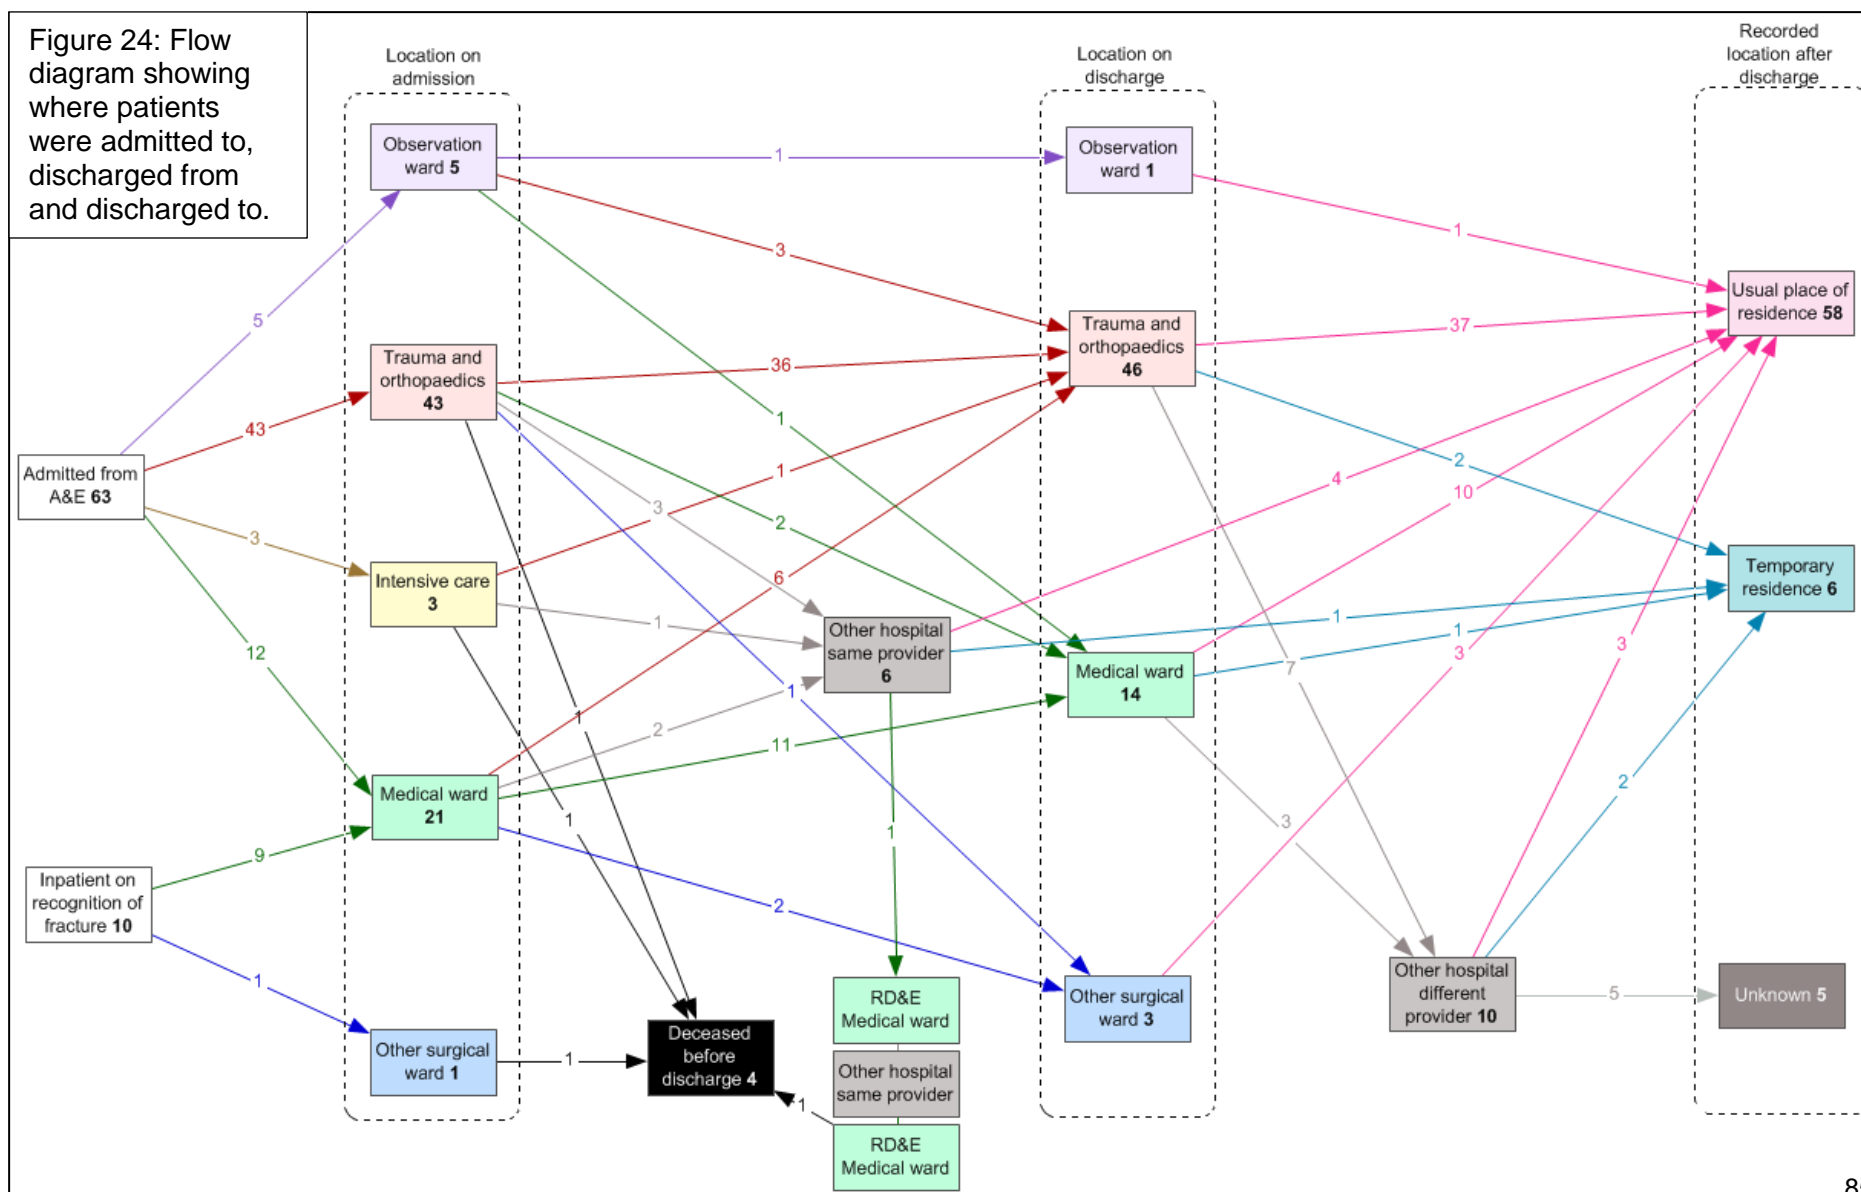 Figure 24: Flow
diagram showing
where patients
were admitted to,
discharged from
and discharged to.
Location on
admission
Location on
discharge
Recorded
location after
discharge
Observation
ward 5
1
Observation
ward 1
3
1
5
Usual place of
residence 58
Trauma and
orthopaedics
43
36
Trauma and
orthopaedics
46
37
43
1
Admitted from
A&E 63
1
2
4
10
3
2
3
Intensive care
3
6
Temporary
residence 6
1
Other hospital
same provider
6
1
1
12
3
3
Medical ward
14
7
1
1
2
11
Medical ward
21
1
1
3
2
9
Inpatient on
recognition of
fracture 10
2
1
RD&E
Medical ward
Other surgical
ward 3
Other hospital
different
provider 10
5
Unknown 5
Other surgical
ward 1
1
Deceased
before
discharge 4
Other hospital
same provider
1
RD&E
Medical ward